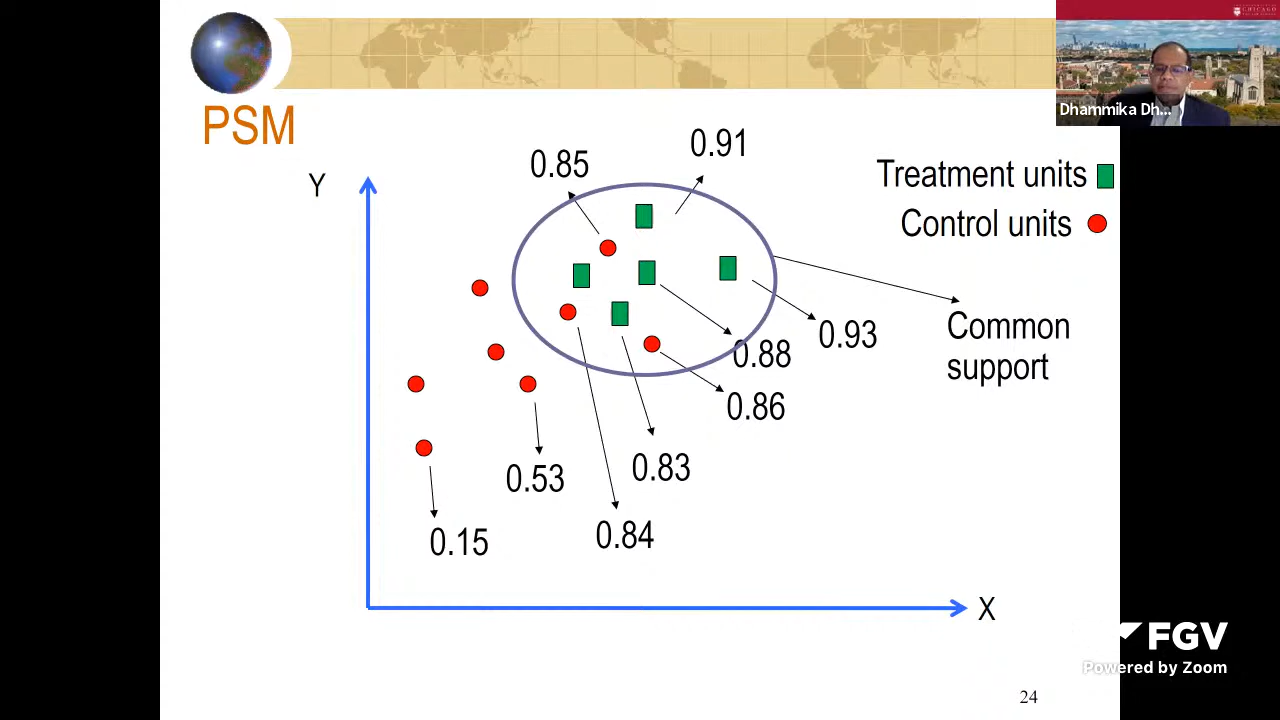 CHICAGO
Dhammika Dh...
PSM
Y
0.85
0.91
Treatment units
Control units
Common
support
0.93
0.88
0.86
0.83
0.53
0.84
0.15
X
FGV
Powered by Zoom
24